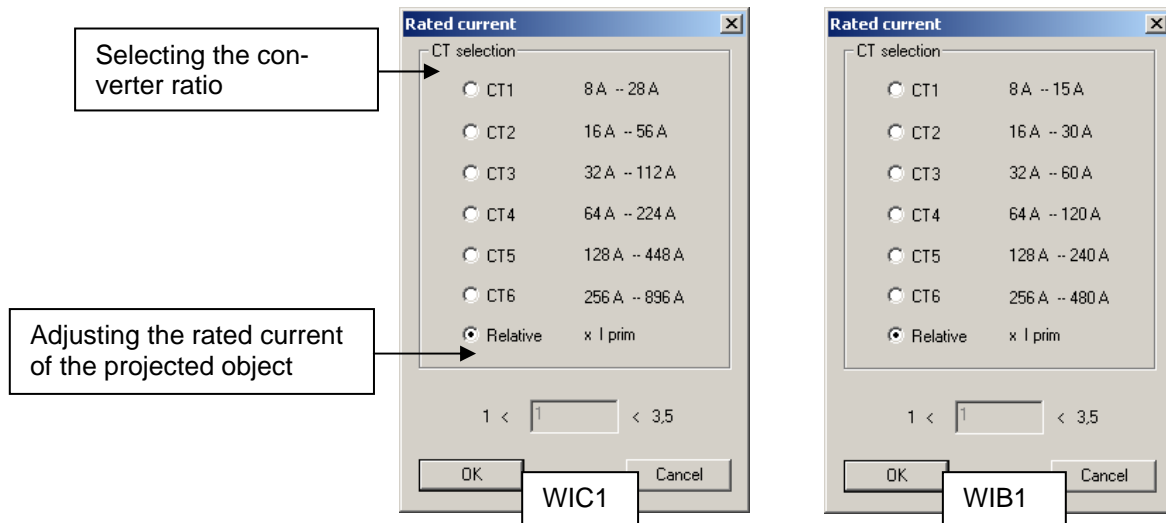 Selecting the con-
verter ratio
Adjusting the rated current
of the projected object
Rated current
CT selection
CT1 8 A -- 28 A
CT2 16 A -- 56 A
CT3 32 A -- 112 A
CT4 64 A -- 224 A
CT5 128 A -- 448 A
CT6 256 A -- 896 A
Relative x I prim
1 < 1 < 3,5
OK Cancel
WIC1
Rated current
CT selection
CT1 8 A -- 15 A
CT2 16 A -- 30 A
CT3 32 A -- 60 A
CT4 64 A -- 120 A
CT5 128 A -- 240 A
CT6 256 A -- 480 A
Relative x I prim
1 < 1 < 3,5
OK Cancel
WIB1